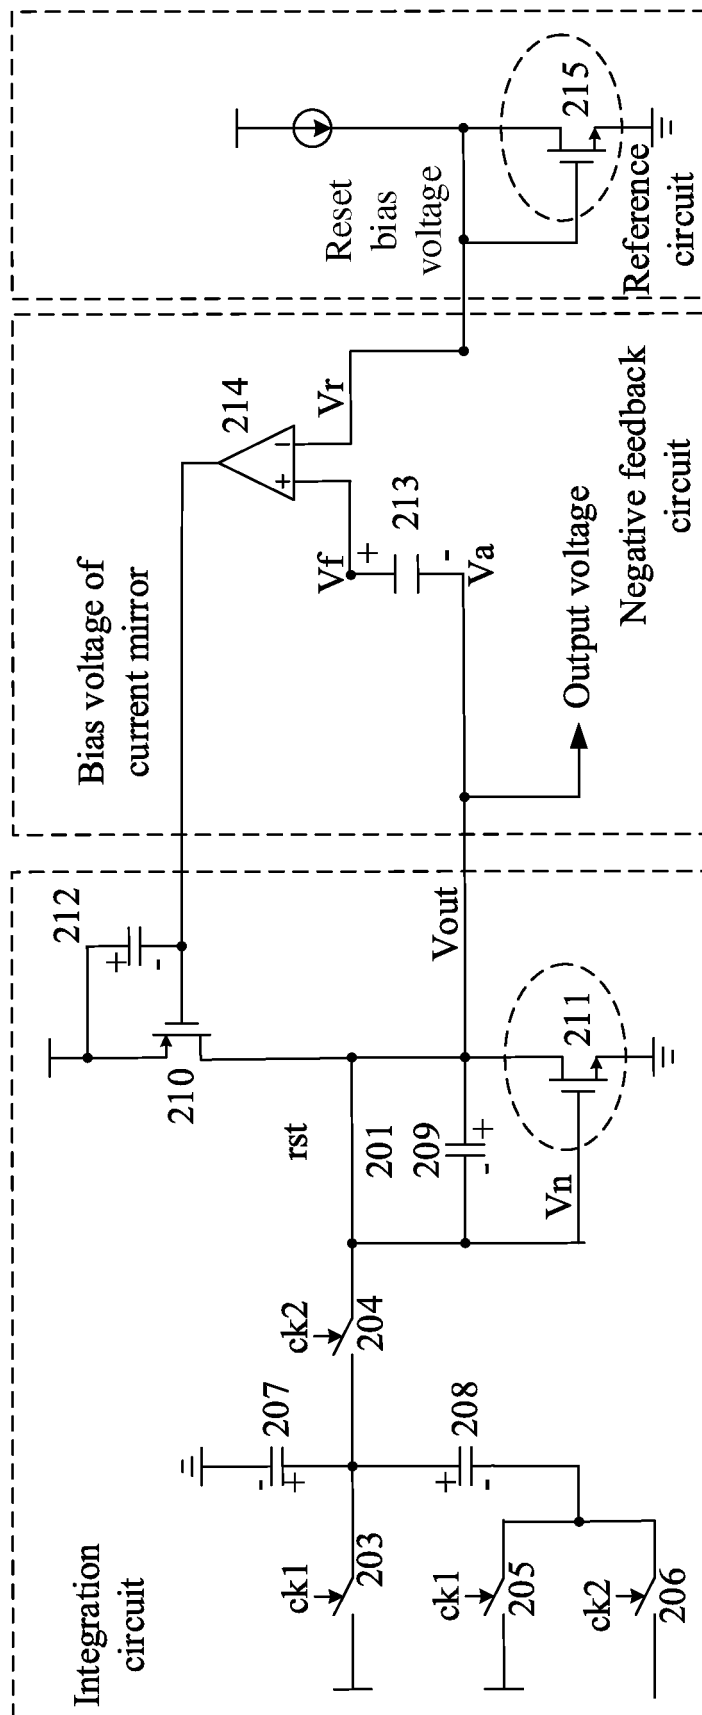 Integration
circuit
ck1
203
ck1
205
ck2
206
-
+
207
+
-
208
ck2
204
rst
201
209
-
+
Vn
211
210
+
-
212
Vout
Bias voltage of
current mirror
Output voltage
Negative feedback
circuit
Vf
+
-
213
Va
+
-
214
Vr
Reset
bias
voltage
215
Reference
circuit